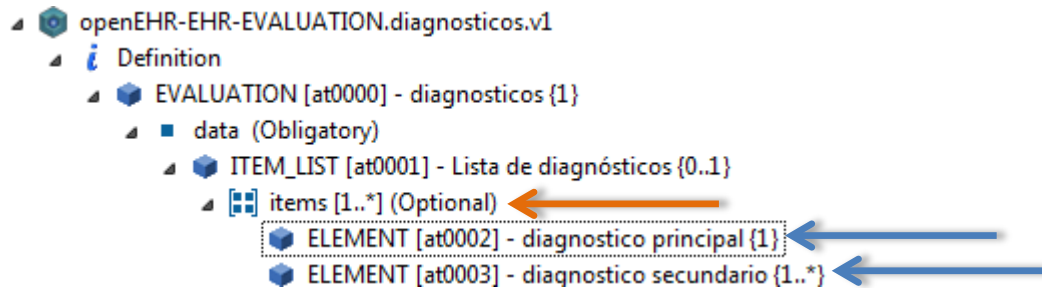 openEHR-EHR-EVALUATION.diagnosticos.v1
Definition
EVALUATION [at0000] - diagnosticos {1}
data (Obligatory)
ITEM_LIST [at0001] - Lista de diagnósticos {0..1}
items [1..*] (Optional)
ELEMENT [at0002] - diagnostico principal {1}
ELEMENT [at0003] - diagnostico secundario {1..*}